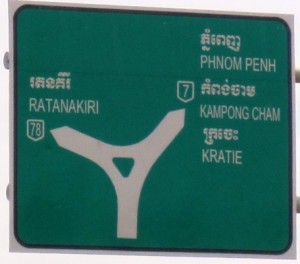 ភ្នំពេញ
PHNOM PENH
រតនគិរី
RATANAKIRI
78
7
កំពង់ចាម
KAMPONG CHAM
ក្រចេះ
KRATIE